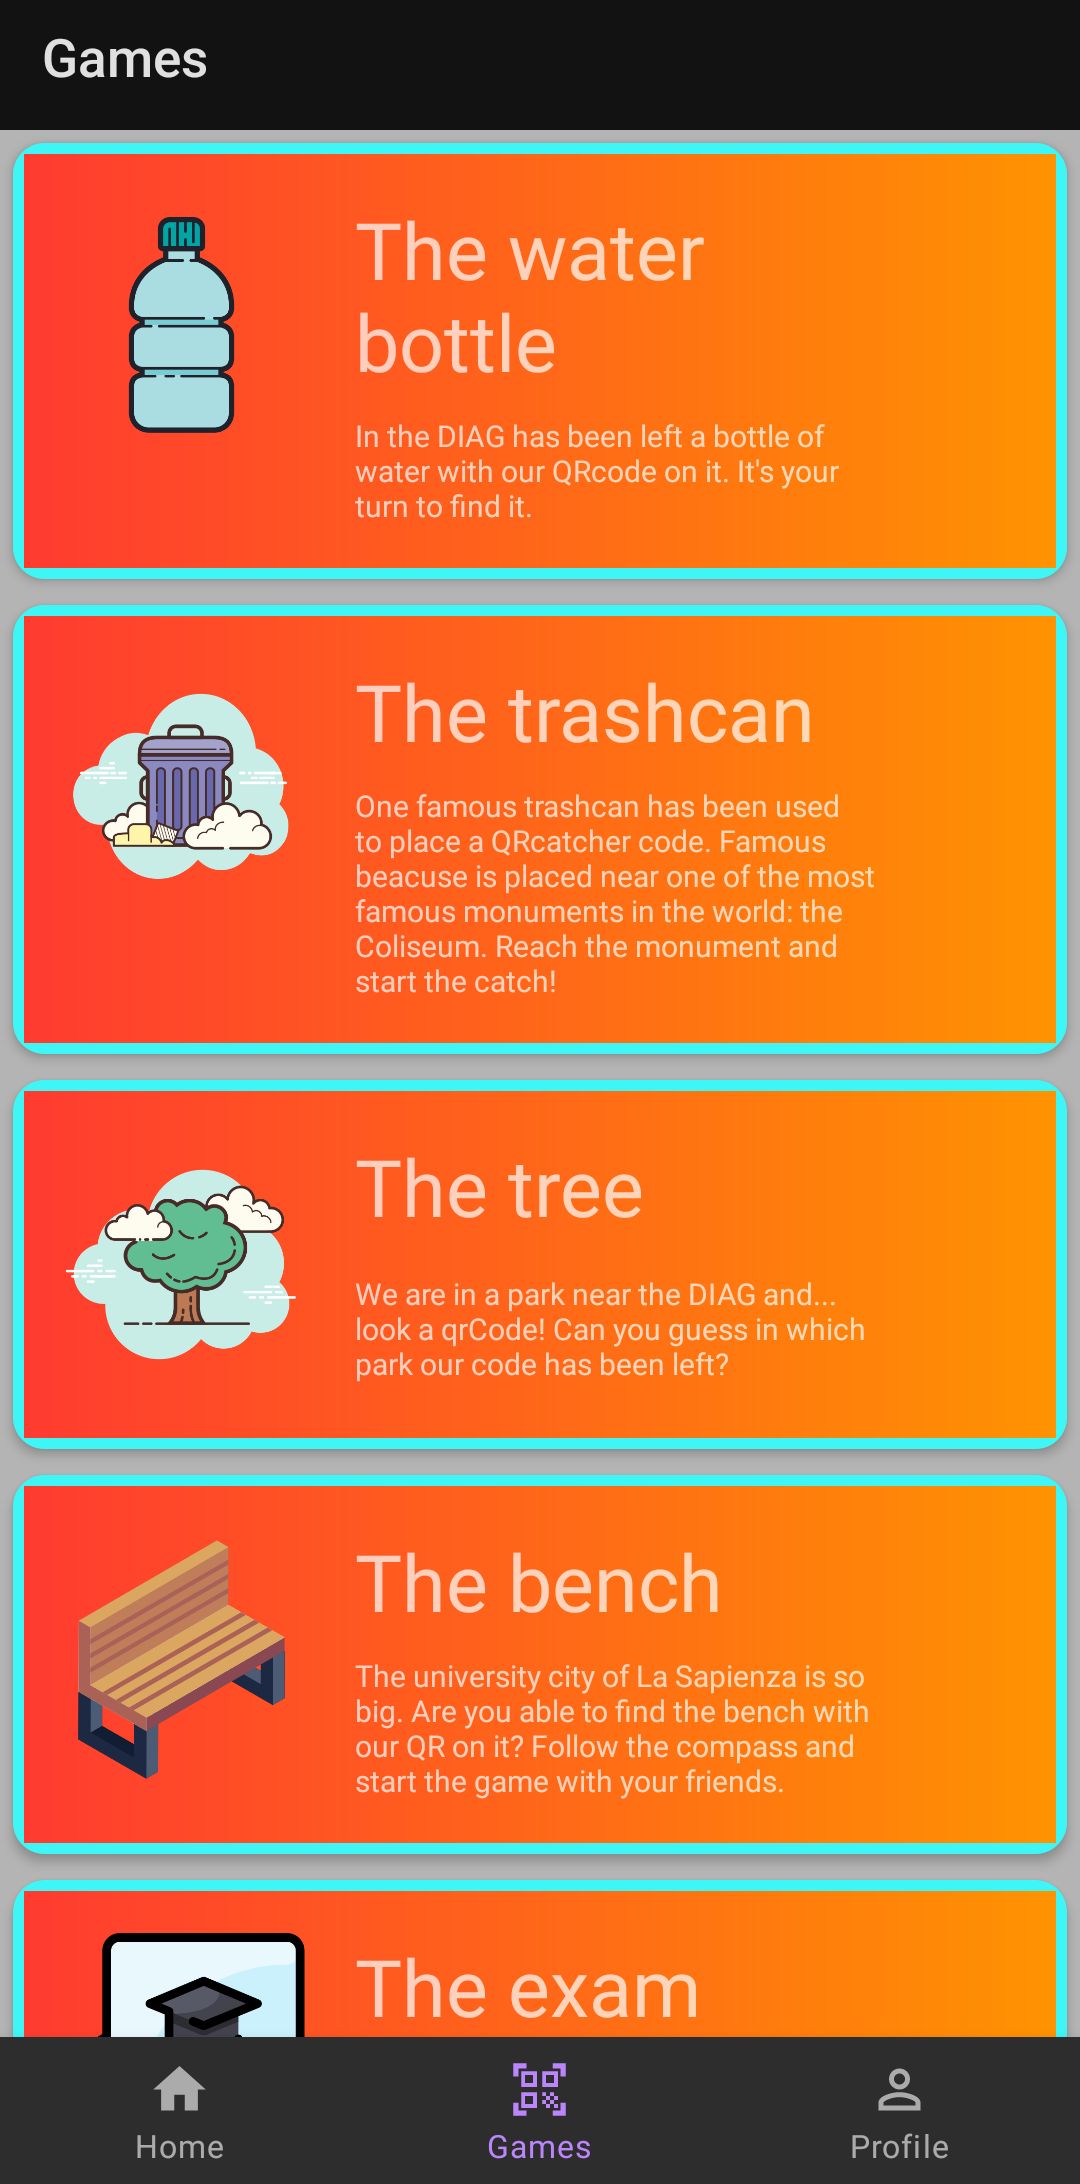 Games
The water
bottle
In the DIAG has been left a bottle of
water with our QRcode on it. It's your
turn to find it.
The trashcan
One famous trashcan has been used
to place a QRcatcher code. Famous
beacuse is placed near one of the most
famous monuments in the world: the
Coliseum. Reach the monument and
start the catch!
The tree
We are in a park near the DIAG and...
look a qrCode! Can you guess in which
park our code has been left?
The bench
The university city of La Sapienza is so
big. Are you able to find the bench with
our QR on it? Follow the compass and
start the game with your friends.
The exam
Home
Games
Profile